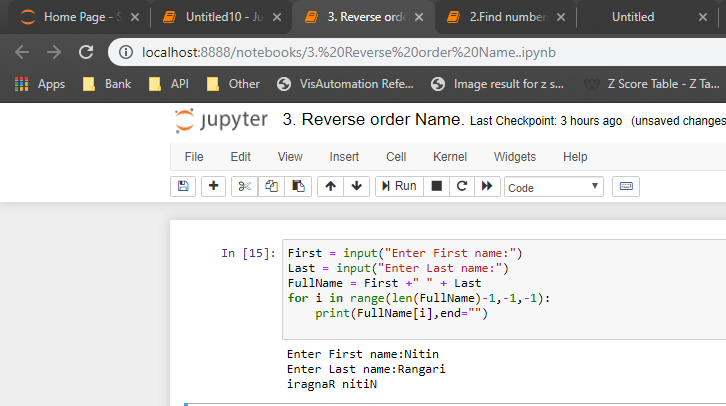 Home Page - S
Untitled10 - Ju
3. Reverse orde
2.Find number
Untitled
localhost:8888/notebooks/3.%20Reverse%20order%20Name..ipynb
Apps Bank API Other VisAutomation Refe... Image result for z s... Z Score Table - Z Ta...
jupyter 3. Reverse order Name. Last Checkpoint: 3 hours ago (unsaved changes
File Edit View Insert Cell Kernel Widgets Help
Run Code
In [15]: First = input("Enter First name:")
Last = input("Enter Last name:")
FullName = First +" " + Last
for i in range(len(FullName)-1,-1,-1):
print(FullName[i],end="")
Enter First name:Nitin
Enter Last name:Rangari
iragnaR nitiN